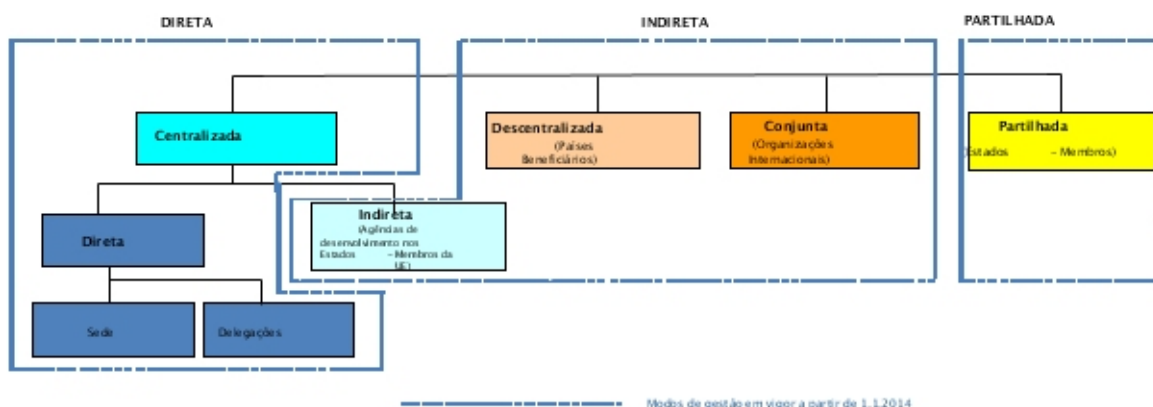 DIRETA
INDIRETA
PARTILHADA
Centralizada
Descentralizada
(Países
Beneficiários)
Conjunta
(Organizações
Internacionais)
Partilhada
(Estados – Membros)
Direta
Indireta
(Agências de
desenvolvimento nos
Estados – Membros da
UE)
Sede
Delegações
Modos de gestão em vigor a partir de 1.1.2014